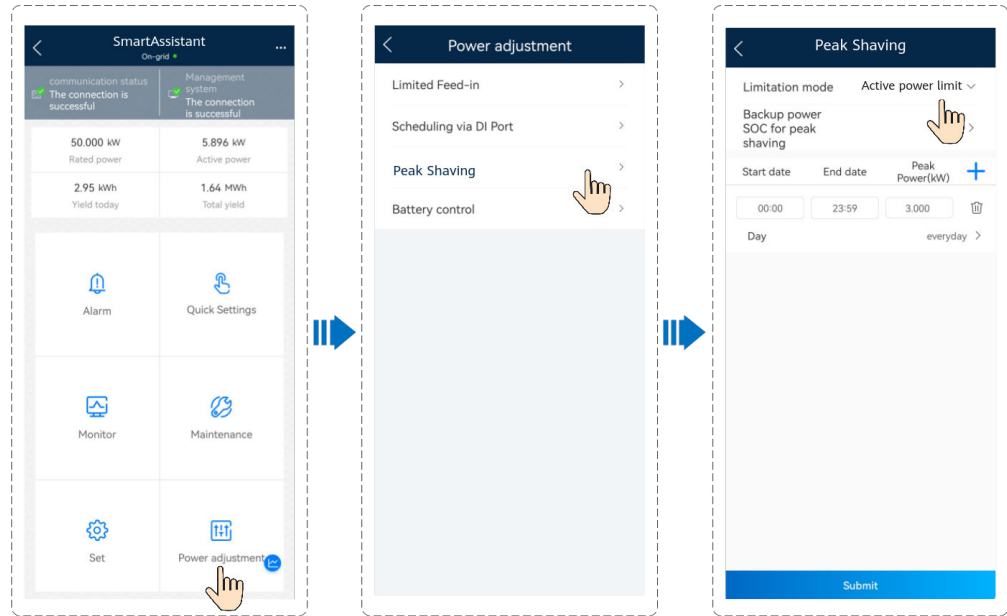 SmartAssistant
On-grid
communication status
The connection is
successful
Management
system
The connection
is successful
50.000 kW
Rated power
5.896 kW
Active power
2.95 kWh
Yield today
1.64 MWh
Total yield
Alarm
Quick Settings
Monitor
Maintenance
Set
Power adjustment
Power adjustment
Limited Feed-in
Scheduling via DI Port
Peak Shaving
Battery control
Peak Shaving
Limitation mode
Active power limit
Backup power
SOC for peak
shaving
Start date
End date
Peak
Power(kW)
00:00
23:59
3.000
Day
everyday
Submit